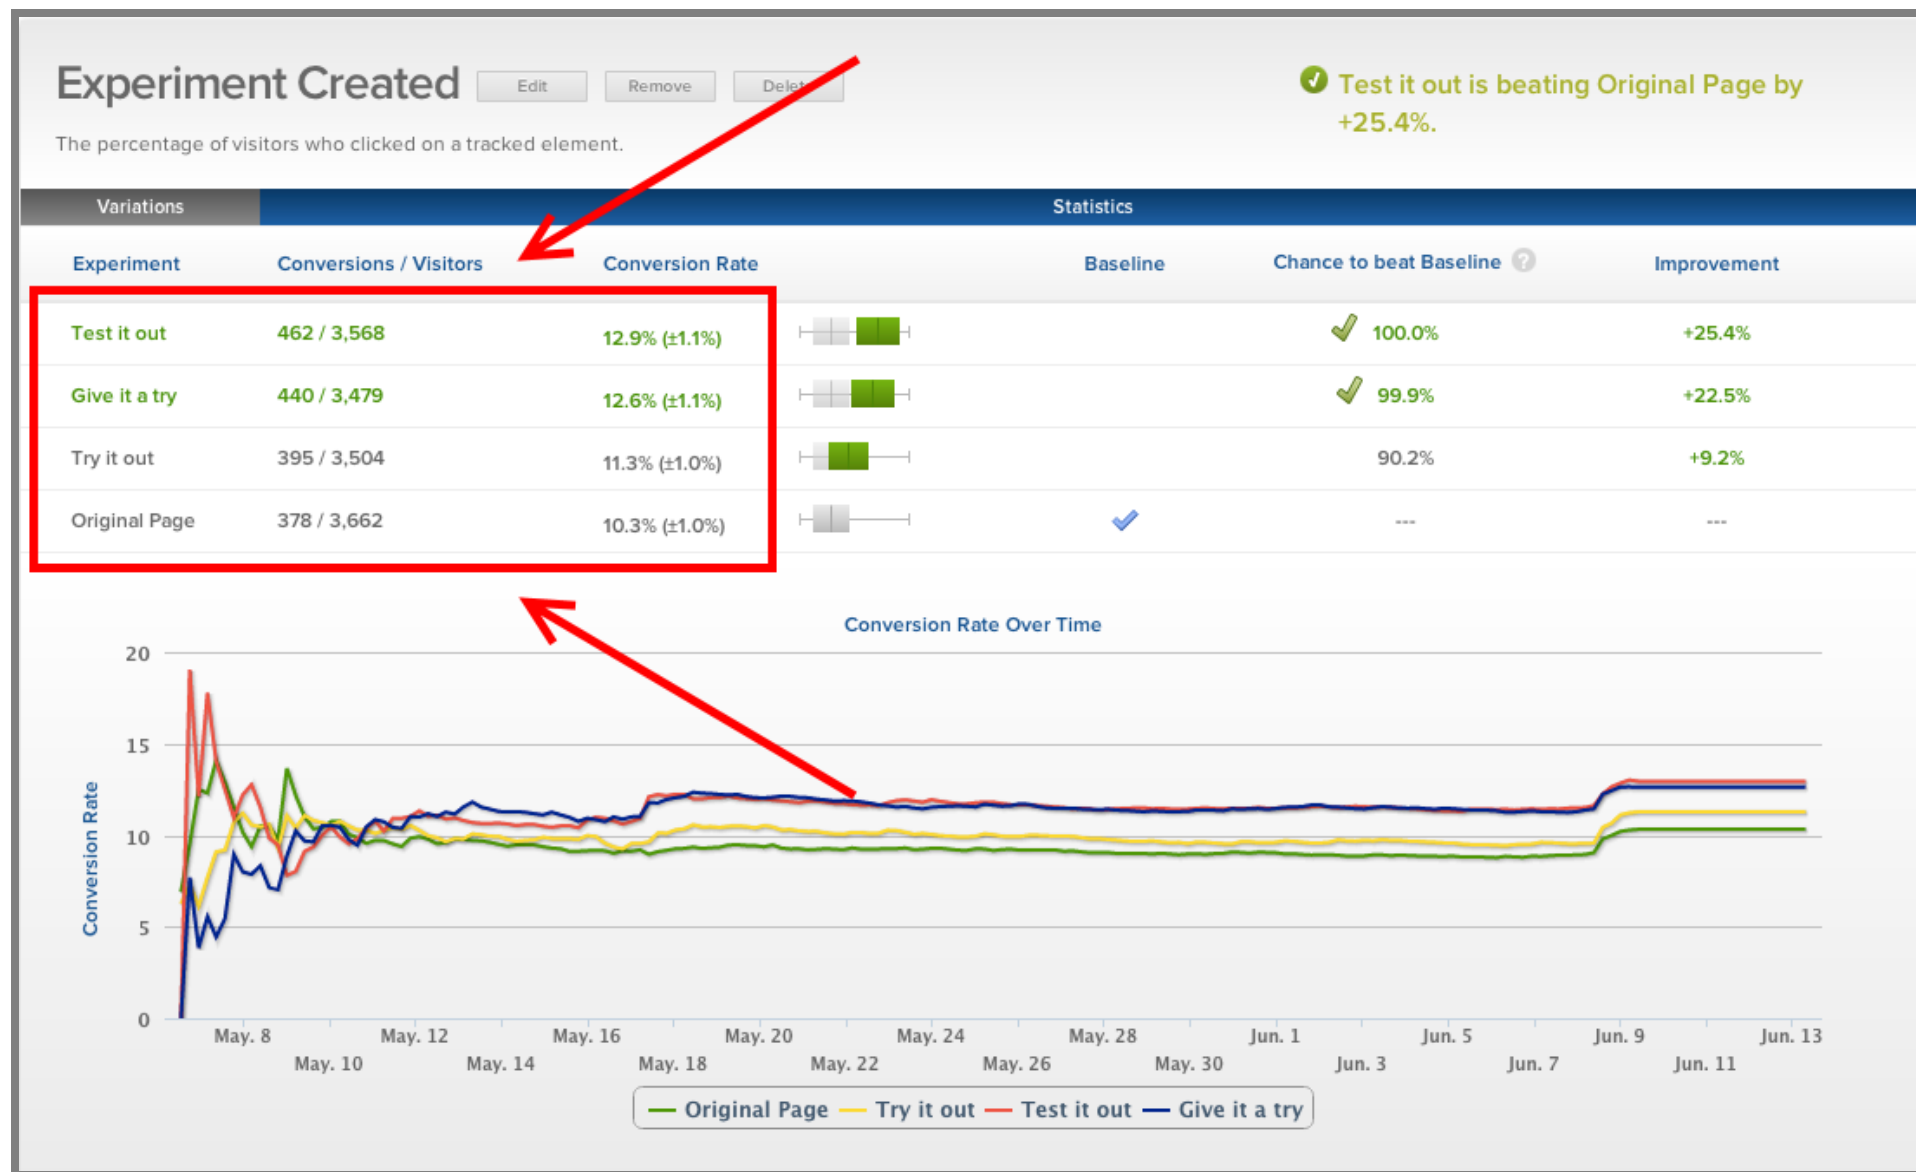 Experiment Created Edit Remove Delete
Test it out is beating Original Page by
+25.4%.
The percentage of visitors who clicked on a tracked element.
Variations Statistics
Experiment Conversions / Visitors Conversion Rate Baseline Chance to beat Baseline ? Improvement
Test it out 462 / 3,568 12.9% (±1.1%) 100.0% +25.4%
Give it a try 440 / 3,479 12.6% (±1.1%) 99.9% +22.5%
Try it out 395 / 3,504 11.3% (±1.0%) 90.2% +9.2%
Original Page 378 / 3,662 10.3% (±1.0%) --- ---
Conversion Rate Over Time
20
15
10
5
0
Conversion Rate
May. 8 May. 12 May. 16 May. 20 May. 24 May. 28 Jun. 1 Jun. 5 Jun. 9 Jun. 13
May. 10 May. 14 May. 18 May. 22 May. 26 May. 30 Jun. 3 Jun. 7 Jun. 11
Original Page Try it out Test it out Give it a try